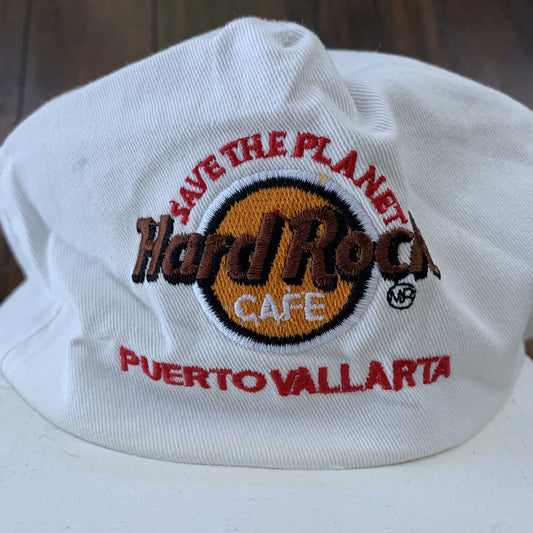 SAVE THE PLANET
Hard Rock
CAFE
MR
PUERTO VALLARTA